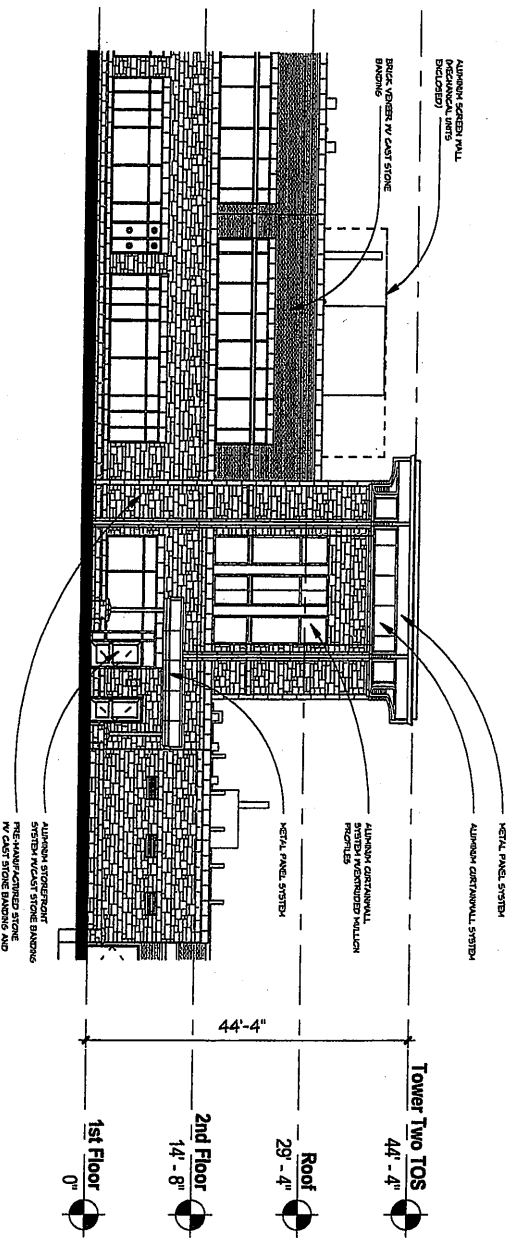 ALUMINUM SCREEN WALL
(MECHANICAL UNITS
ENCLOSED)
BRICK VENEER W/ CAST STONE
BANDING
METAL PANEL SYSTEM
ALUMINUM CURTAINWALL SYSTEM
ALUMINUM CURTAINWALL
SYSTEM W/EXTRUDED MULLION
PROFILES
METAL PANEL SYSTEM
ALUMINUM STOREFRONT
SYSTEM W/CAST STONE BANDING
PRE-MANUFACTURED STONE
W/ CAST STONE BANDING AND
44'-4"
Tower Two TOS
44' - 4"
Roof
29' - 4"
2nd Floor
14' - 8"
1st Floor
0"